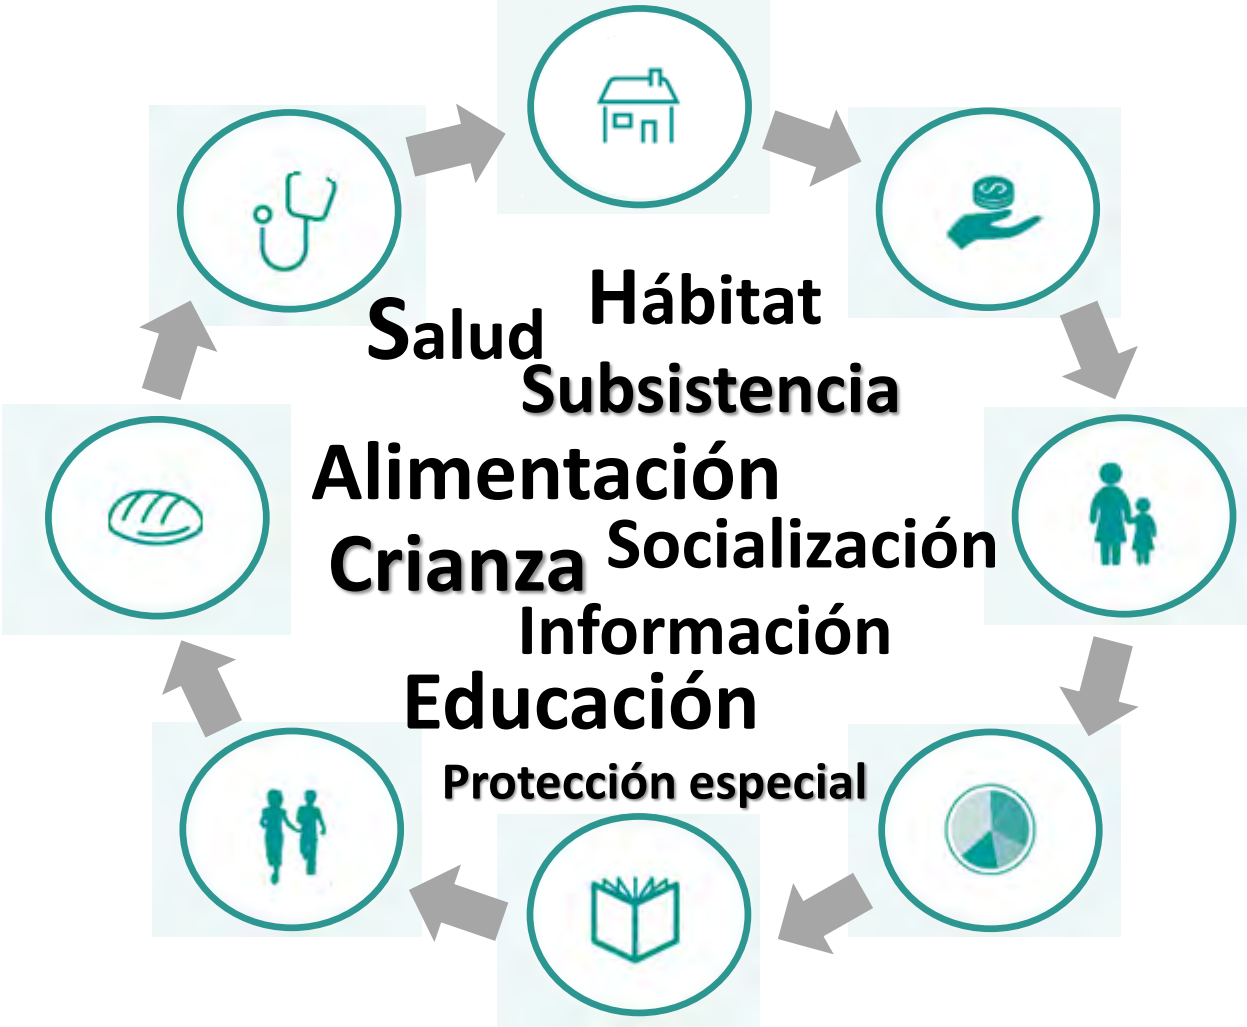 Hábitat
Salud
Subsistencia
Alimentación
Socialización
Crianza
Información
Educación
Protección especial